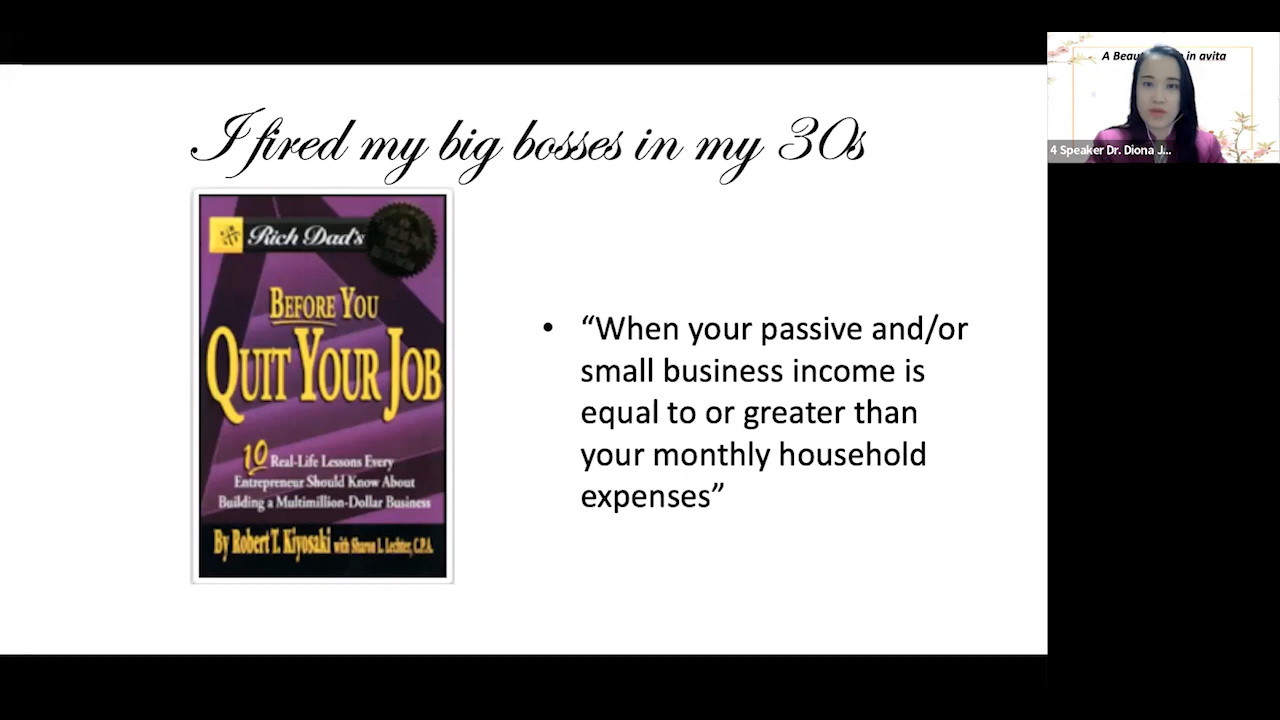 I fired my big bosses in my 30s
Rich Dad's
BEFORE YOU
QUIT YOUR JOB
10 REAL-LIFE LESSONS EVERY
ENTREPRENEUR SHOULD KNOW ABOUT
BUILDING A MULTIMILLION-DOLLAR BUSINESS
By Robert T. Kiyosaki with Sharon L. Lechter, C.P.A.
• “When your passive and/or
small business income is
equal to or greater than
your monthly household
expenses”
A in avita
4 Speaker Dr. Diona J...